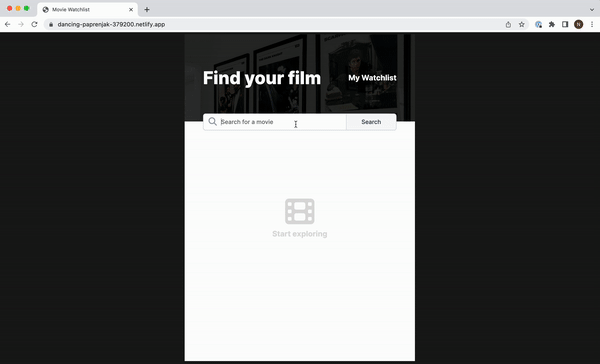 Movie Watchlist
dancing-paprenjak-379200.netlify.app
N
Find your film
My Watchlist
Search for a movie
Search
Start exploring